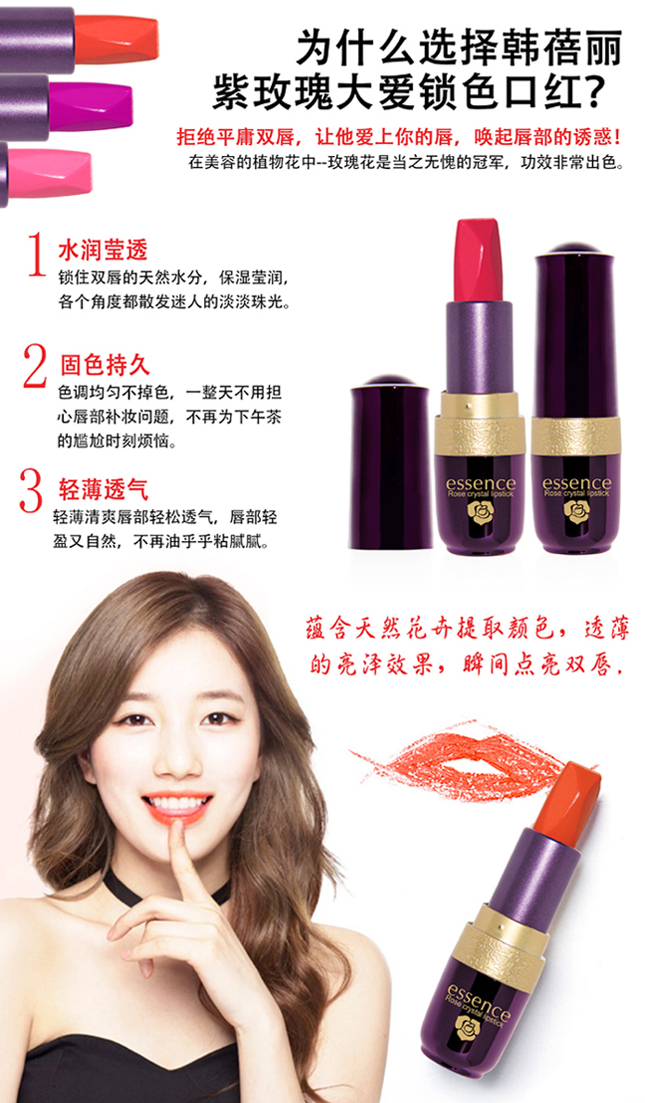 为什么选择韩蓓丽
紫玫瑰大爱锁色口红？
拒绝平庸双唇，让他爱上你的唇，唤起唇部的诱惑！
在美容的植物花中--玫瑰花是当之无愧的冠军，功效非常出色。
1 水润莹透
锁住双唇的天然水分，保湿莹润，
各个角度都散发迷人的淡淡珠光。
2 固色持久
色调均匀不掉色，一整天不用担
心唇部补妆问题，不再为下午茶
的尴尬时刻烦恼。
3 轻薄透气
轻薄清爽唇部轻松透气，唇部轻
盈又自然，不再油乎乎粘腻腻。
essence
Rose crystal lipstick
essence
Rose crystal lipstick
蕴含天然花卉提取颜色，透薄
的亮泽效果，瞬间点亮双唇.
essence
Rose crystal lipstick